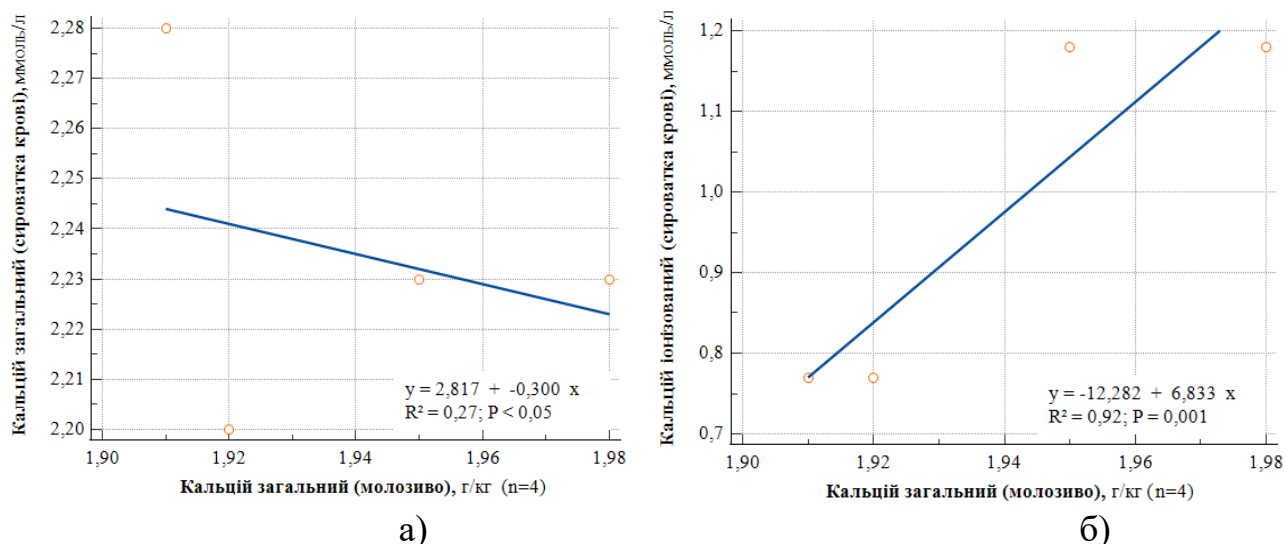 Кальцій загальний (сироватка крові), ммоль/л
2,28
2,27
2,26
2,25
2,24
2,23
2,22
2,21
2,20
y = 2,817 + -0,300 x
R² = 0,27; P < 0,05
1,90 1,92 1,94 1,96 1,98
Кальцій загальний (молозиво), г/кг (n=4)
а)
Кальцій іонізований (сироватка крові), ммоль/л
1,2
1,1
1,0
0,9
0,8
0,7
y = -12,282 + 6,833 x
R² = 0,92; P = 0,001
1,90 1,92 1,94 1,96 1,98
Кальцій загальний (молозиво), г/кг (n=4)
б)